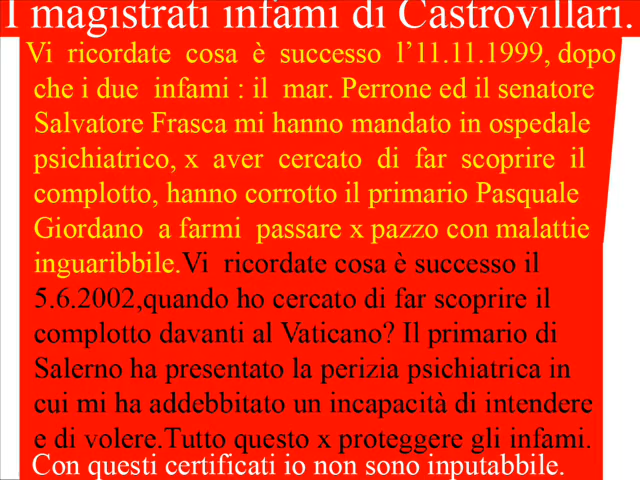 I magistrati infami di Castrovillari.
Vi ricordate cosa è successo l'11.11.1999, dopo
che i due infami : il mar. Perrone ed il senatore
Salvatore Frasca mi hanno mandato in ospedale
psichiatrico, x aver cercato di far scoprire il
complotto, hanno corrotto il primario Pasquale
Giordano a farmi passare x pazzo con malattie
inguaribbile.Vi ricordate cosa è successo il
5.6.2002,quando ho cercato di far scoprire il
complotto davanti al Vaticano? Il primario di
Salerno ha presentato la perizia psichiatrica in
cui mi ha addebbitato un incapacità di intendere
e di volere.Tutto questo x proteggere gli infami.
Con questi certificati io non sono inputabbile.